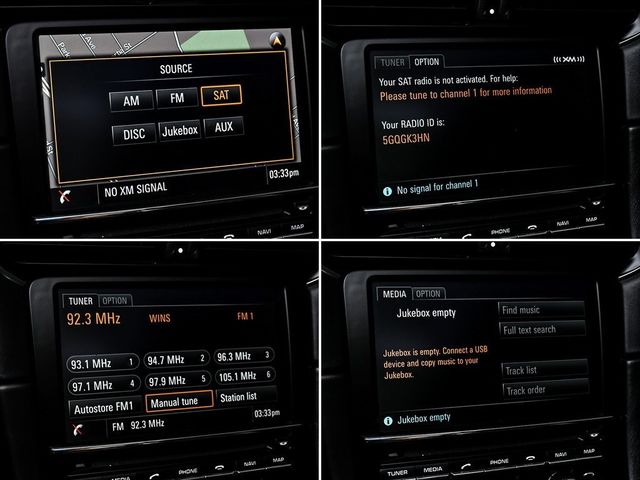 SOURCE
AM FM SAT
DISC Jukebox AUX
03:33pm
NO XM SIGNAL
NAVI MAP
TUNER OPTION
(((XM)))
Your SAT radio is not activated. For help:
Please tune to channel 1 for more information
Your RADIO ID is:
5GQGK3HN
No signal for channel 1
PHONE NAVI MAP
TUNER OPTION
92.3 MHz WINS FM 1
93.1 MHz 1 94.7 MHz 2 96.3 MHz 3
97.1 MHz 4 97.9 MHz 5 105.1 MHz 6
Autostore FM1 Manual tune Station list
03:33pm
FM 92.3 MHz
PHONE NAVI MAP
MEDIA OPTION
Jukebox empty
Find music
Full text search
Jukebox is empty. Connect a USB
device and copy music to your
Jukebox.
Track list
Track order
Jukebox empty
TUNER MEDIA PHONE NAVI MAP